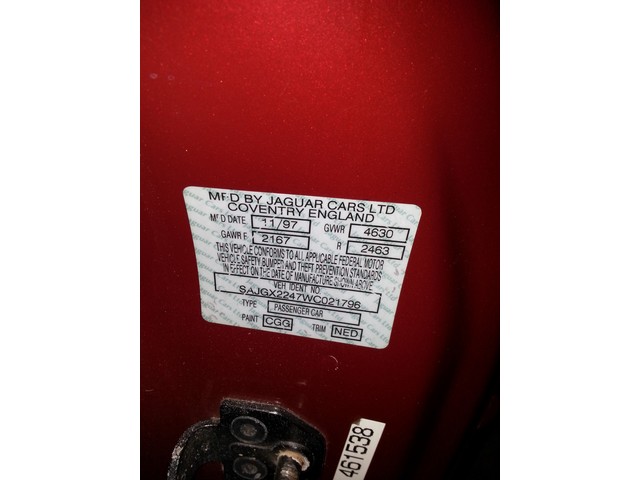 MFD BY JAGUAR CARS LTD
COVENTRY ENGLAND
MFD DATE 11/97 GVWR 4630
GAWR F 2167 R 2463
THIS VEHICLE CONFORMS TO ALL APPLICABLE FEDERAL MOTOR
VEHICLE SAFETY BUMPER AND THEFT PREVENTION STANDARDS
IN EFFECT ON THE DATE OF MANUFACTURE SHOWN ABOVE
VEH IDENT NO
SAJGX2247WC021796
TYPE PASSENGER CAR
PAINT CGG TRIM NED
461538